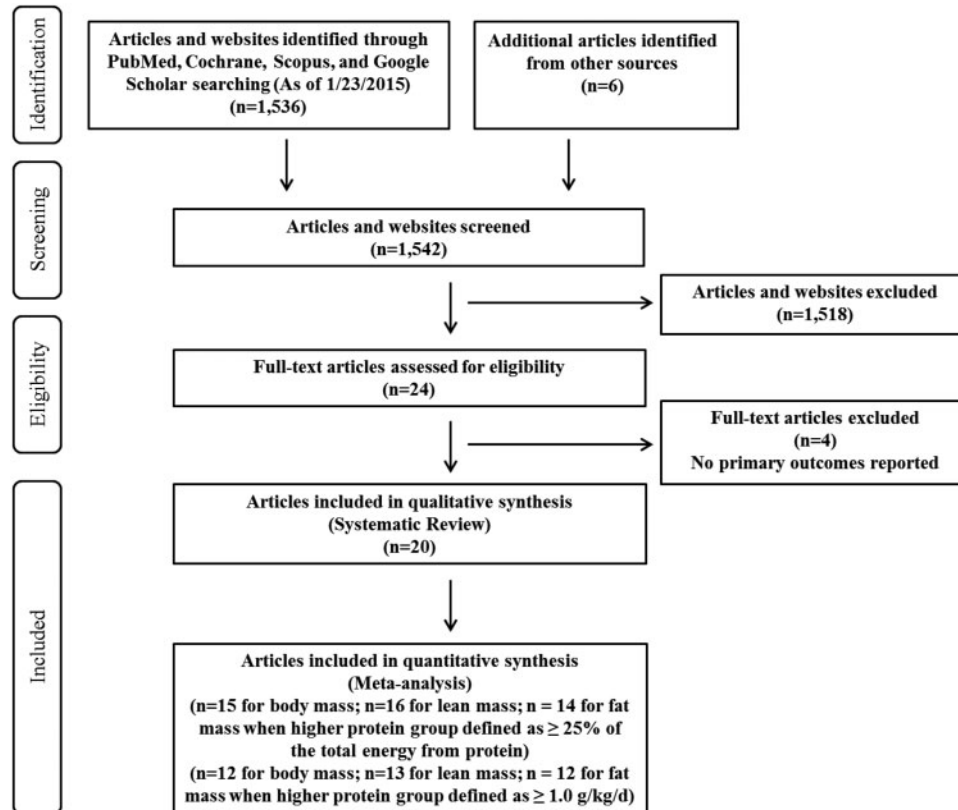 Identification
Articles and websites identified through
PubMed, Cochrane, Scopus, and Google
Scholar searching (As of 1/23/2015)
(n=1,536)
Additional articles identified
from other sources
(n=6)
Screening
Articles and websites screened
(n=1,542)
Articles and websites excluded
(n=1,518)
Eligibility
Full-text articles assessed for eligibility
(n=24)
Full-text articles excluded
(n=4)
No primary outcomes reported
Included
Articles included in qualitative synthesis
(Systematic Review)
(n=20)
Articles included in quantitative synthesis
(Meta-analysis)
(n=15 for body mass; n=16 for lean mass; n = 14 for fat
mass when higher protein group defined as ≥ 25% of
the total energy from protein)
(n=12 for body mass; n=13 for lean mass; n = 12 for fat
mass when higher protein group defined as ≥ 1.0 g/kg/d)